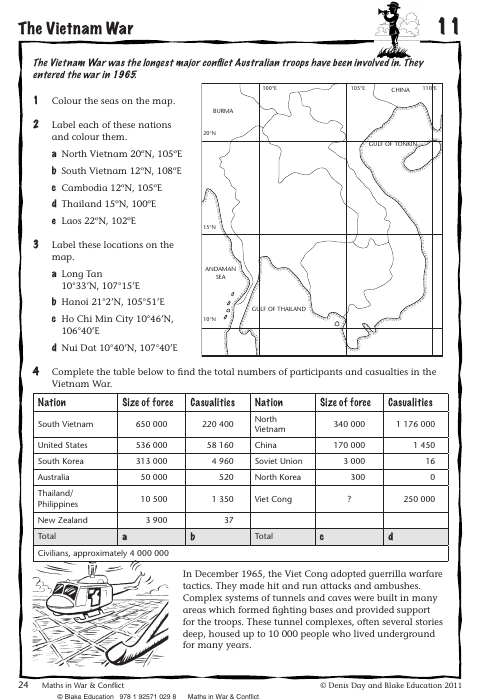 The Vietnam War
11
The Vietnam War was the longest major conflict Australian troops have been involved in. They
entered the war in 1965.
1 Colour the seas on the map.
2 Label each of these nations
and colour them.
a North Vietnam 20°N, 105°E
b South Vietnam 12°N, 108°E
c Cambodia 12°N, 105°E
d Thailand 15°N, 100°E
e Laos 22°N, 102°E
3 Label these locations on the
map.
a Long Tan
10°33'N, 107°15'E
b Hanoi 21°2'N, 105°51'E
c Ho Chi Min City 10°46'N,
106°40'E
d Nui Dat 10°40'N, 107°40'E
100°E
105°E
110°E
CHINA
BURMA
20°N
GULF OF TONKIN
15°N
ANDAMAN
SEA
GULF OF THAILAND
10°N
4 Complete the table below to find the total numbers of participants and casualties in the
Vietnam War.
Nation Size of force Casualities Nation Size of force Casualities
South Vietnam 650 000 220 400 North Vietnam 340 000 1 176 000
United States 536 000 58 160 China 170 000 1 450
South Korea 313 000 4 960 Soviet Union 3 000 16
Australia 50 000 520 North Korea 300 0
Thailand/ Philippines 10 500 1 350 Viet Cong ? 250 000
New Zealand 3 900 37
Total a b Total c d
Civilians, approximately 4 000 000
In December 1965, the Viet Cong adopted guerrilla warfare
tactics. They made hit and run attacks and ambushes.
Complex systems of tunnels and caves were built in many
areas which formed fighting bases and provided support
for the troops. These tunnel complexes, often several stories
deep, housed up to 10 000 people who lived underground
for many years.
24 Maths in War & Conflict
© Denis Day and Blake Education 2011
© Blake Education 978 1 92571 029 8 Maths in War & Conflict